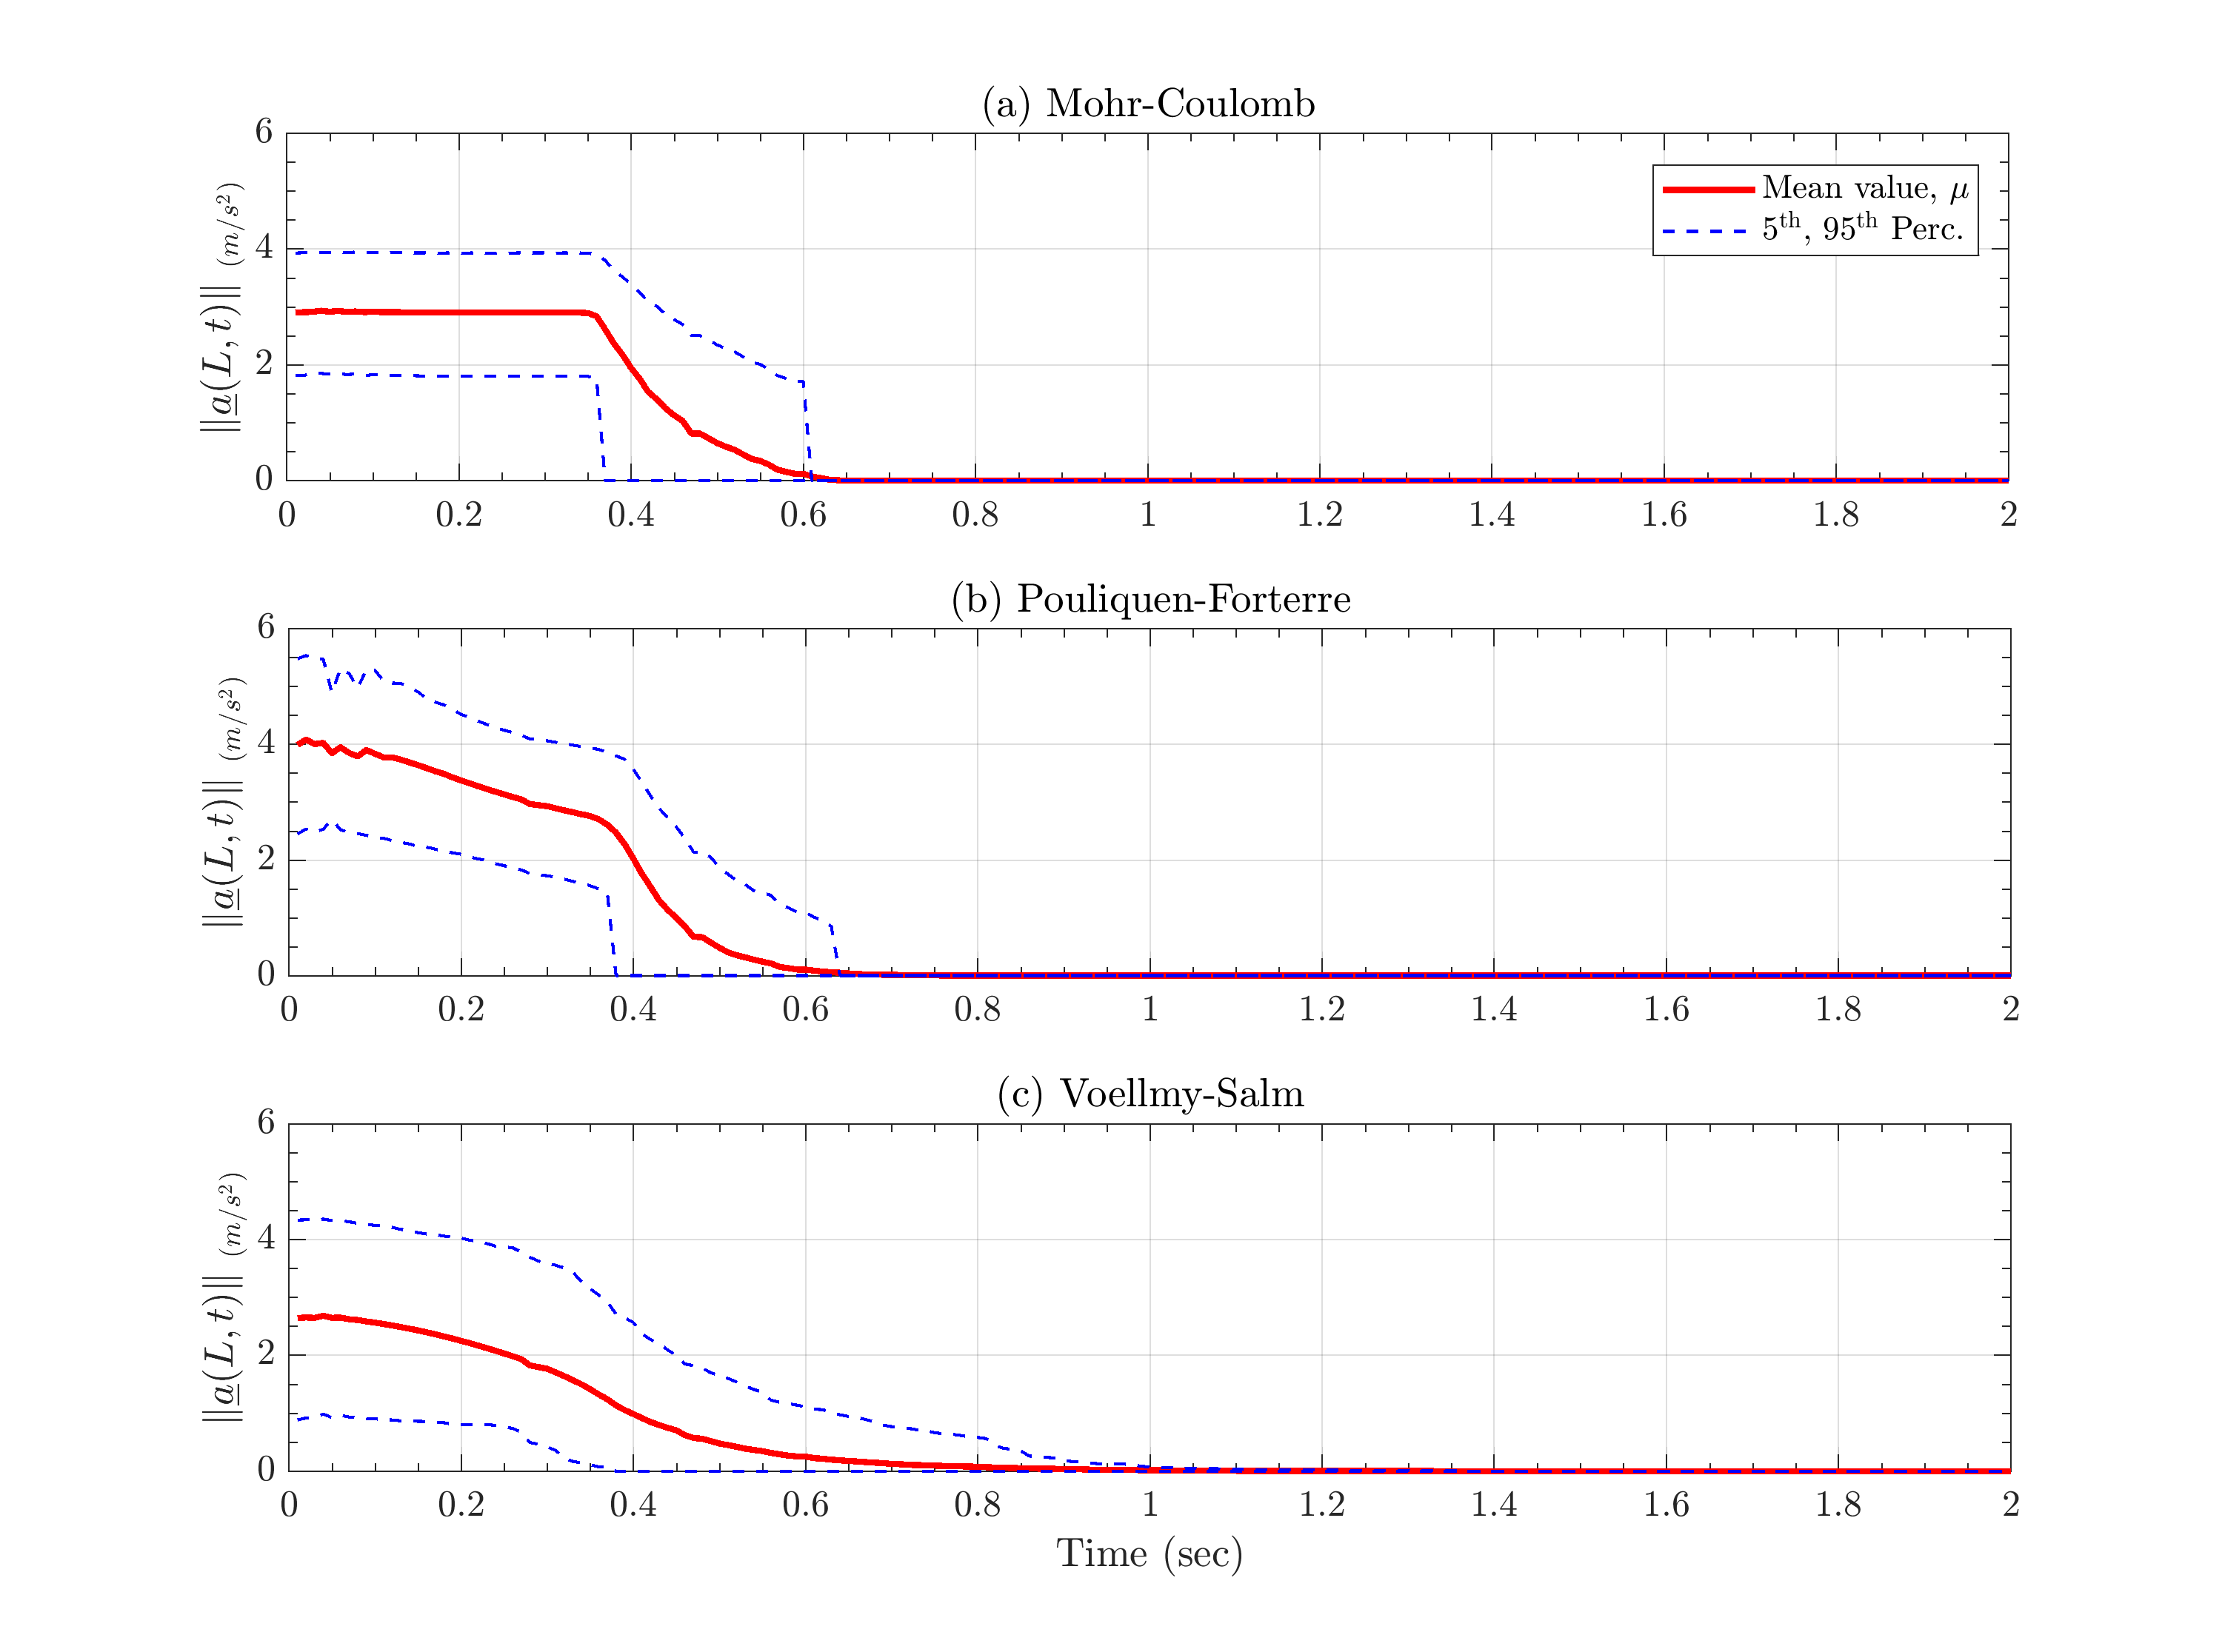 (a) Mohr-Coulomb
6
4
2
0
||a(L, t)|| (m/s²)
Mean value, μ
5th, 95th Perc.
0 0.2 0.4 0.6 0.8 1 1.2 1.4 1.6 1.8 2
(b) Pouliquen-Forterre
6
4
2
0
||a(L, t)|| (m/s²)
0 0.2 0.4 0.6 0.8 1 1.2 1.4 1.6 1.8 2
(c) Voellmy-Salm
6
4
2
0
||a(L, t)|| (m/s²)
0 0.2 0.4 0.6 0.8 1 1.2 1.4 1.6 1.8 2
Time (sec)